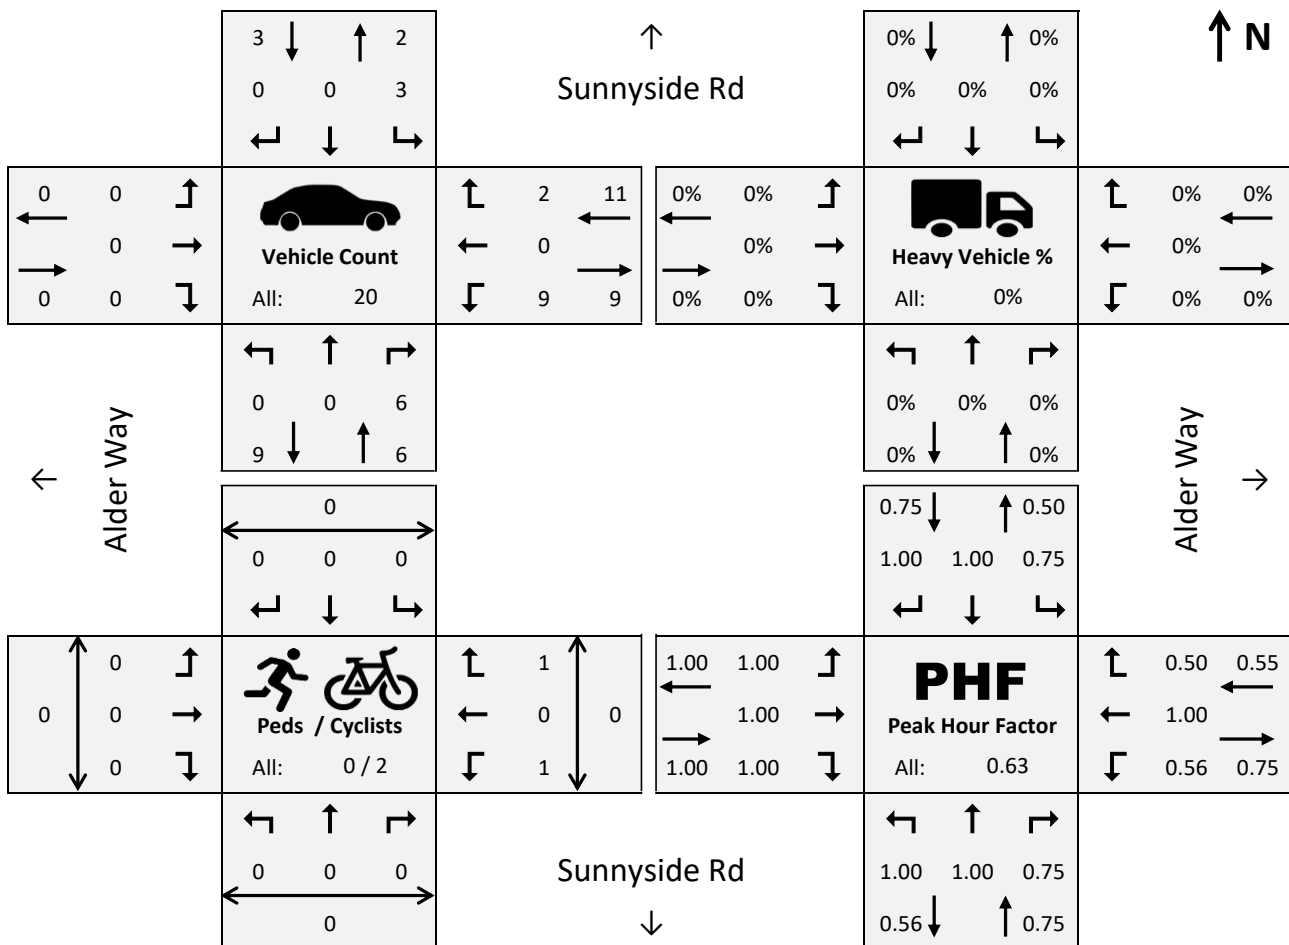 3 2 0% 0% N
Sunnyside Rd
0 0 3 0% 0% 0%
0 0 2 11 0% 0% 0% 0%
0 0 0% 0%
Vehicle Count Heavy Vehicle %
0 0 All: 20 9 9 0% 0% All: 0% 0% 0%
0 0 6 0% 0% 0%
9 6 0% 0%
Alder Way Alder Way
0 0.75 0.50
0 0 0 1.00 1.00 0.75
0 1 1.00 1.00 PHF 0.50 0.55
0 0 0 0 1.00 1.00
Peds / Cyclists Peak Hour Factor
0 All: 0 / 2 1 1.00 1.00 All: 0.63 0.56 0.75
0 0 0 Sunnyside Rd 1.00 1.00 0.75
0 0.56 0.75